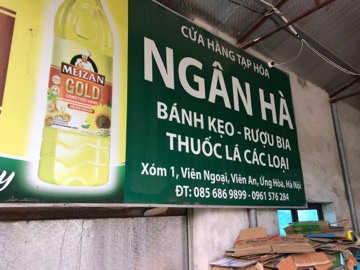 CỬA HÀNG TẠP HÓA
NGÂN HÀ
BÁNH KẸO - RƯỢU BIA
THUỐC LÁ CÁC LOẠI
Xóm 1, Viên Ngoại, Viên An, Ứng Hòa, Hà Nội
ĐT: 085 686 9899 - 0961 576 284
MEIZAN
GOLD